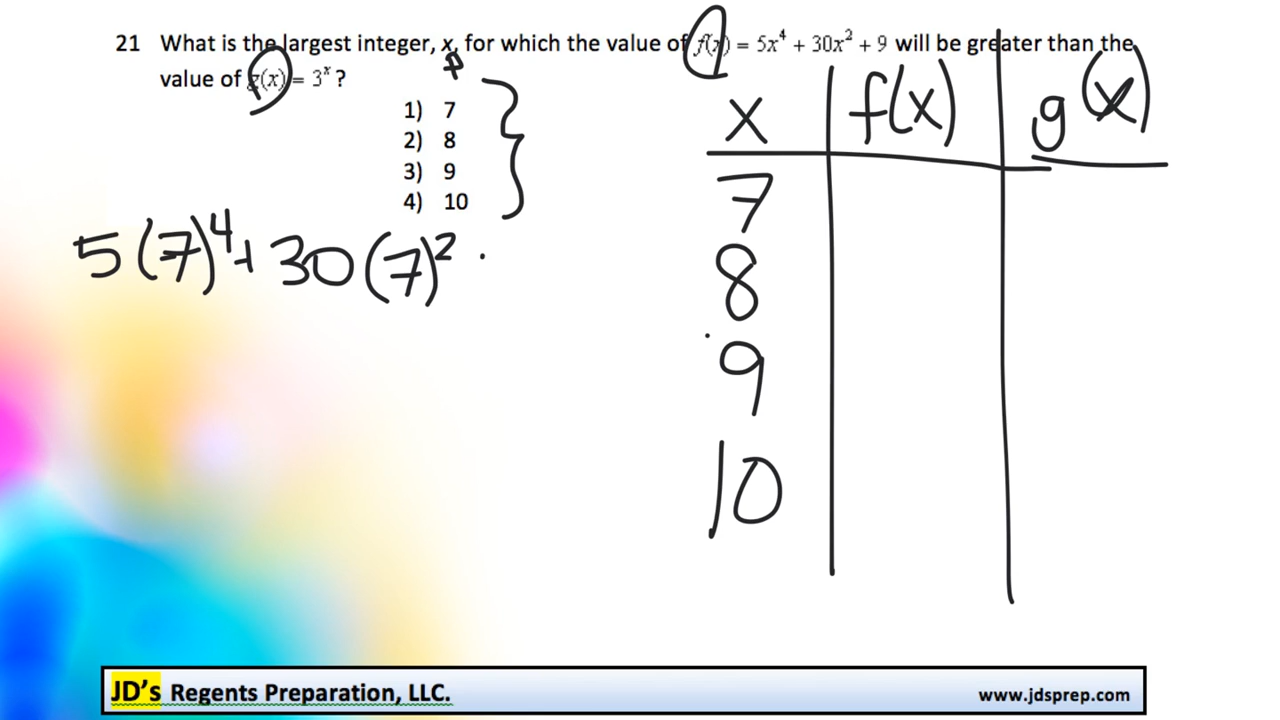 21 What is the largest integer, x, for which the value of f(x) = 5x⁴ + 30x² + 9 will be greater than the
value of g(x) = 3ˣ ?
1) 7
2) 8
3) 9
4) 10
5(7)⁴ + 30(7)²
x f(x) g(x)
7
8
9
10
JD's Regents Preparation, LLC. www.jdsprep.com